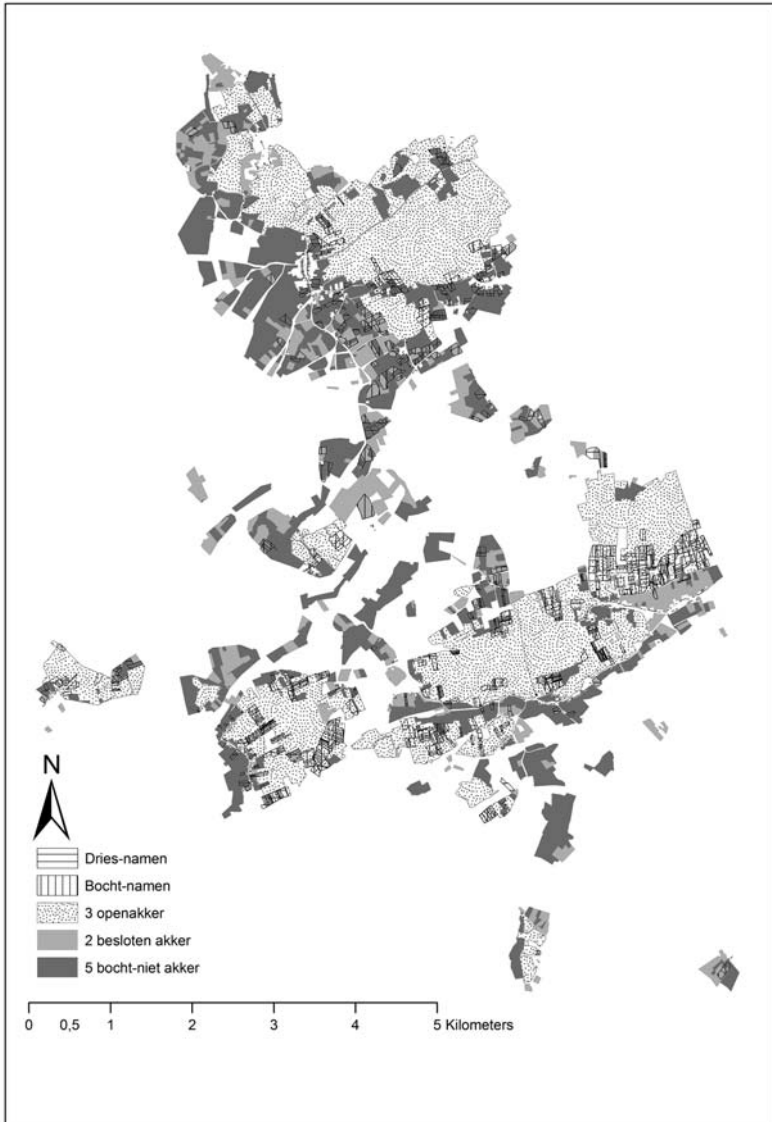 N
Dries-namen
Bocht-namen
3 openakker
2 besloten akker
5 bocht-niet akker
0 0,5 1 2 3 4 5 Kilometers